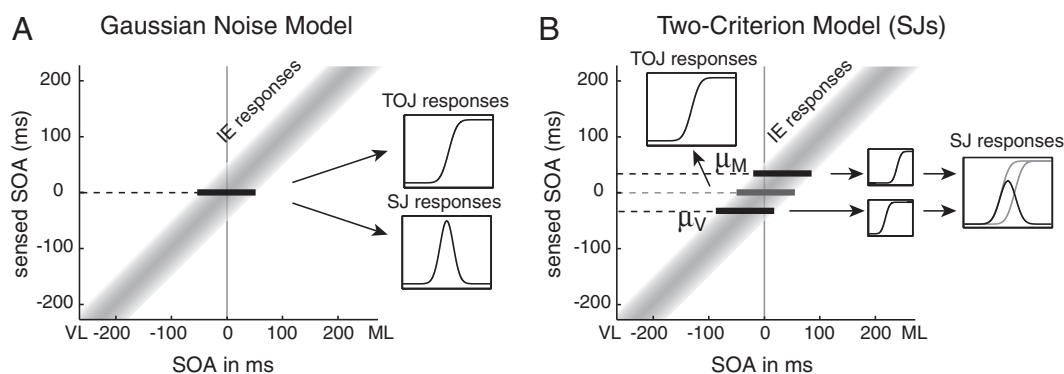 A
Gaussian Noise Model
sensed SOA (ms)
200
100
0
-100
-200
IE responses
TOJ responses
SJ responses
VL -200 -100 0 100 200 ML
SOA in ms
B
Two-Criterion Model (SJs)
TOJ responses
sensed SOA (ms)
200
100
0
-100
-200
IE responses
μM
μV
SJ responses
VL -200 -100 0 100 200 ML
SOA in ms